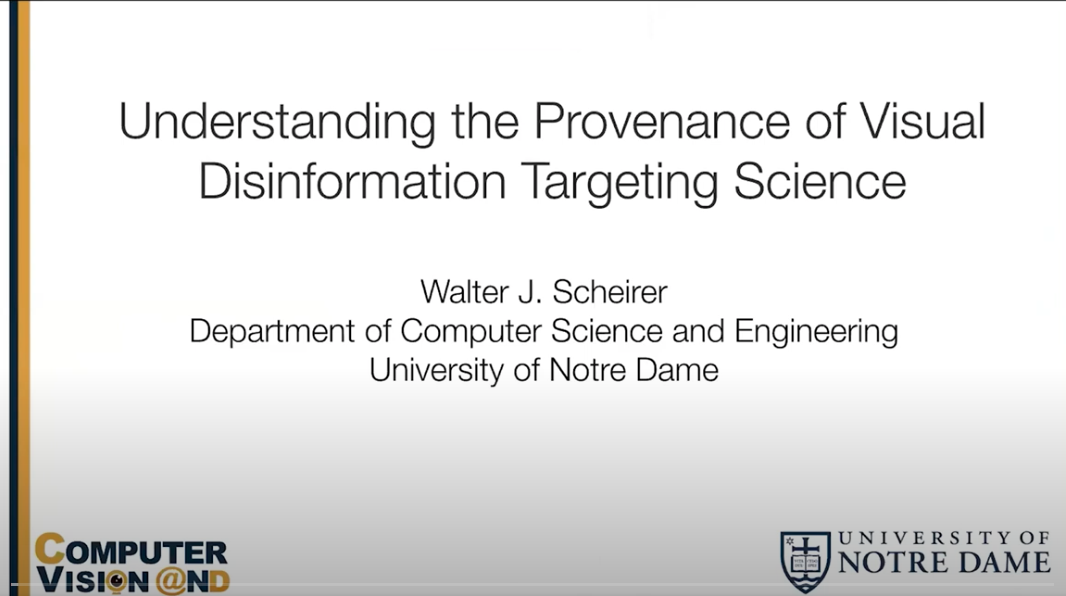 Understanding the Provenance of Visual
Disinformation Targeting Science
Walter J. Scheirer
Department of Computer Science and Engineering
University of Notre Dame
COMPUTER
VISION @ND
UNIVERSITY OF
NOTRE DAME